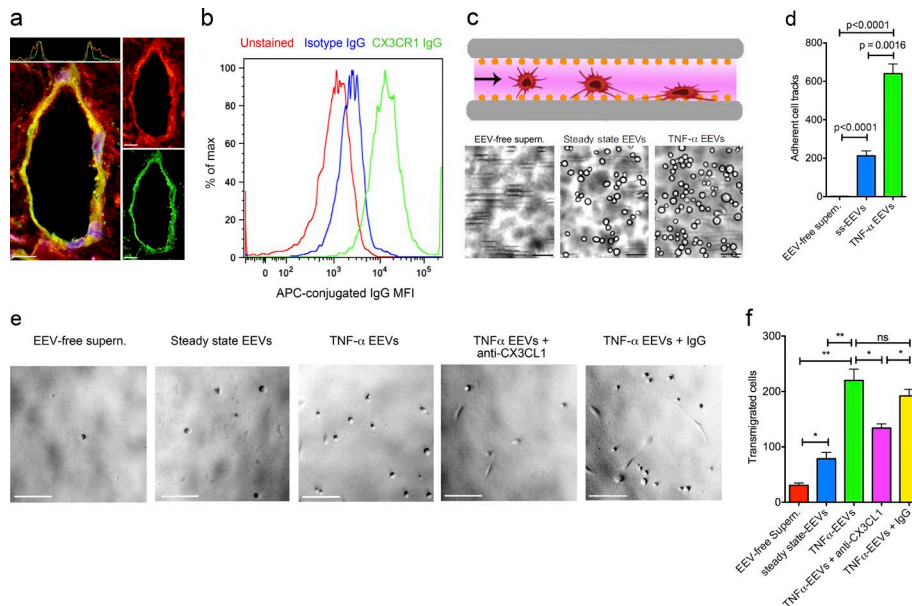 a
b
Unstained Isotype IgG CX3CR1 IgG
% of max
100
80
60
40
20
0
0 10² 10³ 10⁴ 10⁵
APC-conjugated IgG MFI
c
EEV-free supern. Steady state EEVs TNF-α EEVs
d
p<0.0001
p = 0.0016
p<0.0001
Adherent cell tracks
800
600
400
200
0
EEV-free supern.
ss-EEVs
TNF-α EEVs
e
EEV-free supern. Steady state EEVs TNF-α EEVs TNFα EEVs + TNF-α EEVs + IgG
anti-CX3CL1
f
** ns
** * *
*
Transmigrated cells
300
200
100
0
EEV-free Supern.
steady state-EEVs
TNFα-EEVs
TNFα-EEVs + anti-CX3CL1
TNFα-EEVs + IgG